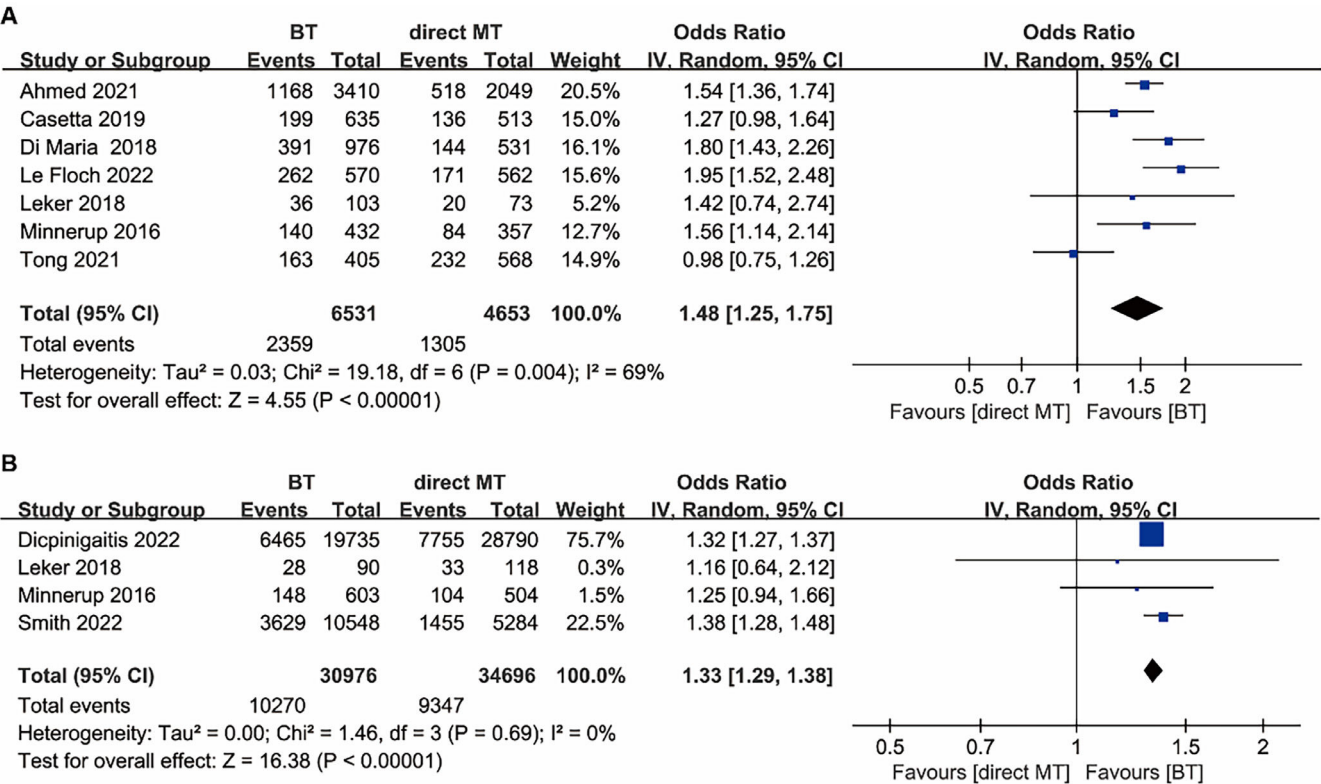 A
BT direct MT Odds Ratio Odds Ratio
Study or Subgroup Events Total Events Total Weight IV, Random, 95% CI IV, Random, 95% CI
Ahmed 2021 1168 3410 518 2049 20.5% 1.54 [1.36, 1.74]
Casetta 2019 199 635 136 513 15.0% 1.27 [0.98, 1.64]
Di Maria 2018 391 976 144 531 16.1% 1.80 [1.43, 2.26]
Le Floch 2022 262 570 171 562 15.6% 1.95 [1.52, 2.48]
Leker 2018 36 103 20 73 5.2% 1.42 [0.74, 2.74]
Minnerup 2016 140 432 84 357 12.7% 1.56 [1.14, 2.14]
Tong 2021 163 405 232 568 14.9% 0.98 [0.75, 1.26]
Total (95% CI) 6531 4653 100.0% 1.48 [1.25, 1.75]
Total events 2359 1305
Heterogeneity: Tau² = 0.03; Chi² = 19.18, df = 6 (P = 0.004); I² = 69%
Test for overall effect: Z = 4.55 (P < 0.00001)
0.5 0.7 1 1.5 2
Favours [direct MT] Favours [BT]
B
BT direct MT Odds Ratio Odds Ratio
Study or Subgroup Events Total Events Total Weight IV, Random, 95% CI IV, Random, 95% CI
Dicpinigaitis 2022 6465 19735 7755 28790 75.7% 1.32 [1.27, 1.37]
Leker 2018 28 90 33 118 0.3% 1.16 [0.64, 2.12]
Minnerup 2016 148 603 104 504 1.5% 1.25 [0.94, 1.66]
Smith 2022 3629 10548 1455 5284 22.5% 1.38 [1.28, 1.48]
Total (95% CI) 30976 34696 100.0% 1.33 [1.29, 1.38]
Total events 10270 9347
Heterogeneity: Tau² = 0.00; Chi² = 1.46, df = 3 (P = 0.69); I² = 0%
Test for overall effect: Z = 16.38 (P < 0.00001)
0.5 0.7 1 1.5 2
Favours [direct MT] Favours [BT]